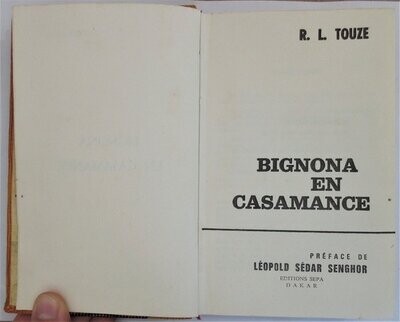 R. L. TOUZE
BIGNONA
EN
CASAMANCE
PRÉFACE DE
LÉOPOLD SÉDAR SENGHOR
EDITIONS SEPA
DAKAR